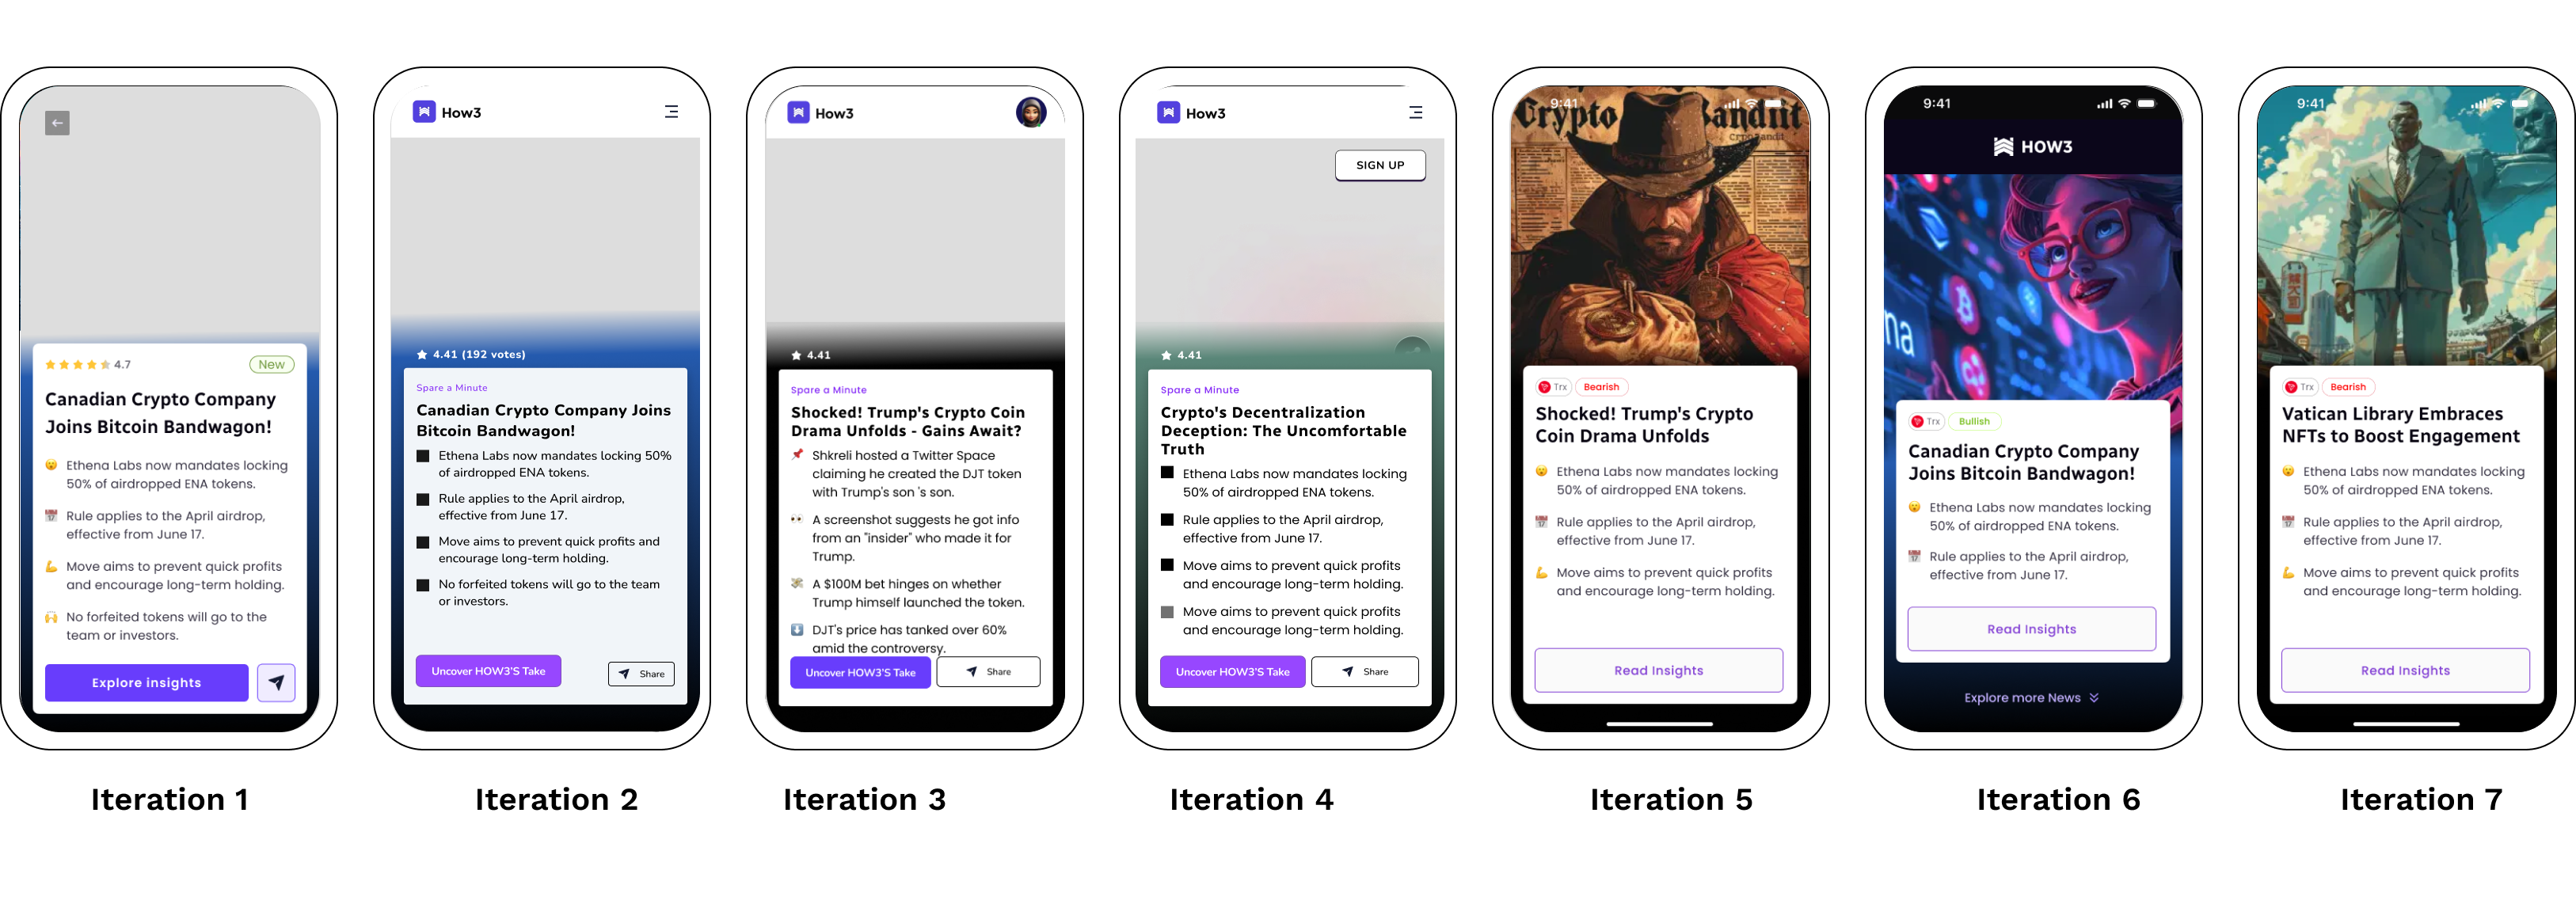 4.7
New
Canadian Crypto Company
Joins Bitcoin Bandwagon!
Ethena Labs now mandates locking
50% of airdropped ENA tokens.
Rule applies to the April airdrop,
effective from June 17.
Move aims to prevent quick profits
and encourage long-term holding.
No forfeited tokens will go to the
team or investors.
Explore insights
Iteration 1
How3
4.41 (192 votes)
Spare a Minute
Canadian Crypto Company Joins
Bitcoin Bandwagon!
Ethena Labs now mandates locking 50%
of airdropped ENA tokens.
Rule applies to the April airdrop,
effective from June 17.
Move aims to prevent quick profits and
encourage long-term holding.
No forfeited tokens will go to the team
or investors.
Uncover HOW3'S Take
Share
Iteration 2
How3
4.41
Spare a Minute
Shocked! Trump's Crypto Coin
Drama Unfolds - Gains Await?
Shkreli hosted a Twitter Space
claiming he created the DJT token
with Trump's son 's son.
A screenshot suggests he got info
from an "insider" who made it for
Trump.
A $100M bet hinges on whether
Trump himself launched the token.
DJT's price has tanked over 60%
amid the controversy.
Uncover HOW3'S Take
Share
Iteration 3
How3
SIGN UP
4.41
Spare a Minute
Crypto's Decentralization
Deception: The Uncomfortable
Truth
Ethena Labs now mandates locking
50% of airdropped ENA tokens.
Rule applies to the April airdrop,
effective from June 17.
Move aims to prevent quick profits
and encourage long-term holding.
Move aims to prevent quick profits
and encourage long-term holding.
Uncover HOW3'S Take
Share
Iteration 4
9:41
Crypto Bandit
Trx
Bearish
Shocked! Trump's Crypto
Coin Drama Unfolds
Ethena Labs now mandates locking
50% of airdropped ENA tokens.
Rule applies to the April airdrop,
effective from June 17.
Move aims to prevent quick profits
and encourage long-term holding.
Read Insights
Iteration 5
9:41
HOW3
na
Trx
Bullish
Canadian Crypto Company
Joins Bitcoin Bandwagon!
Ethena Labs now mandates locking
50% of airdropped ENA tokens.
Rule applies to the April airdrop,
effective from June 17.
Read Insights
Explore more News
Iteration 6
9:41
Trx
Bearish
Vatican Library Embraces
NFTs to Boost Engagement
Ethena Labs now mandates locking
50% of airdropped ENA tokens.
Rule applies to the April airdrop,
effective from June 17.
Move aims to prevent quick profits
and encourage long-term holding.
Read Insights
Iteration 7